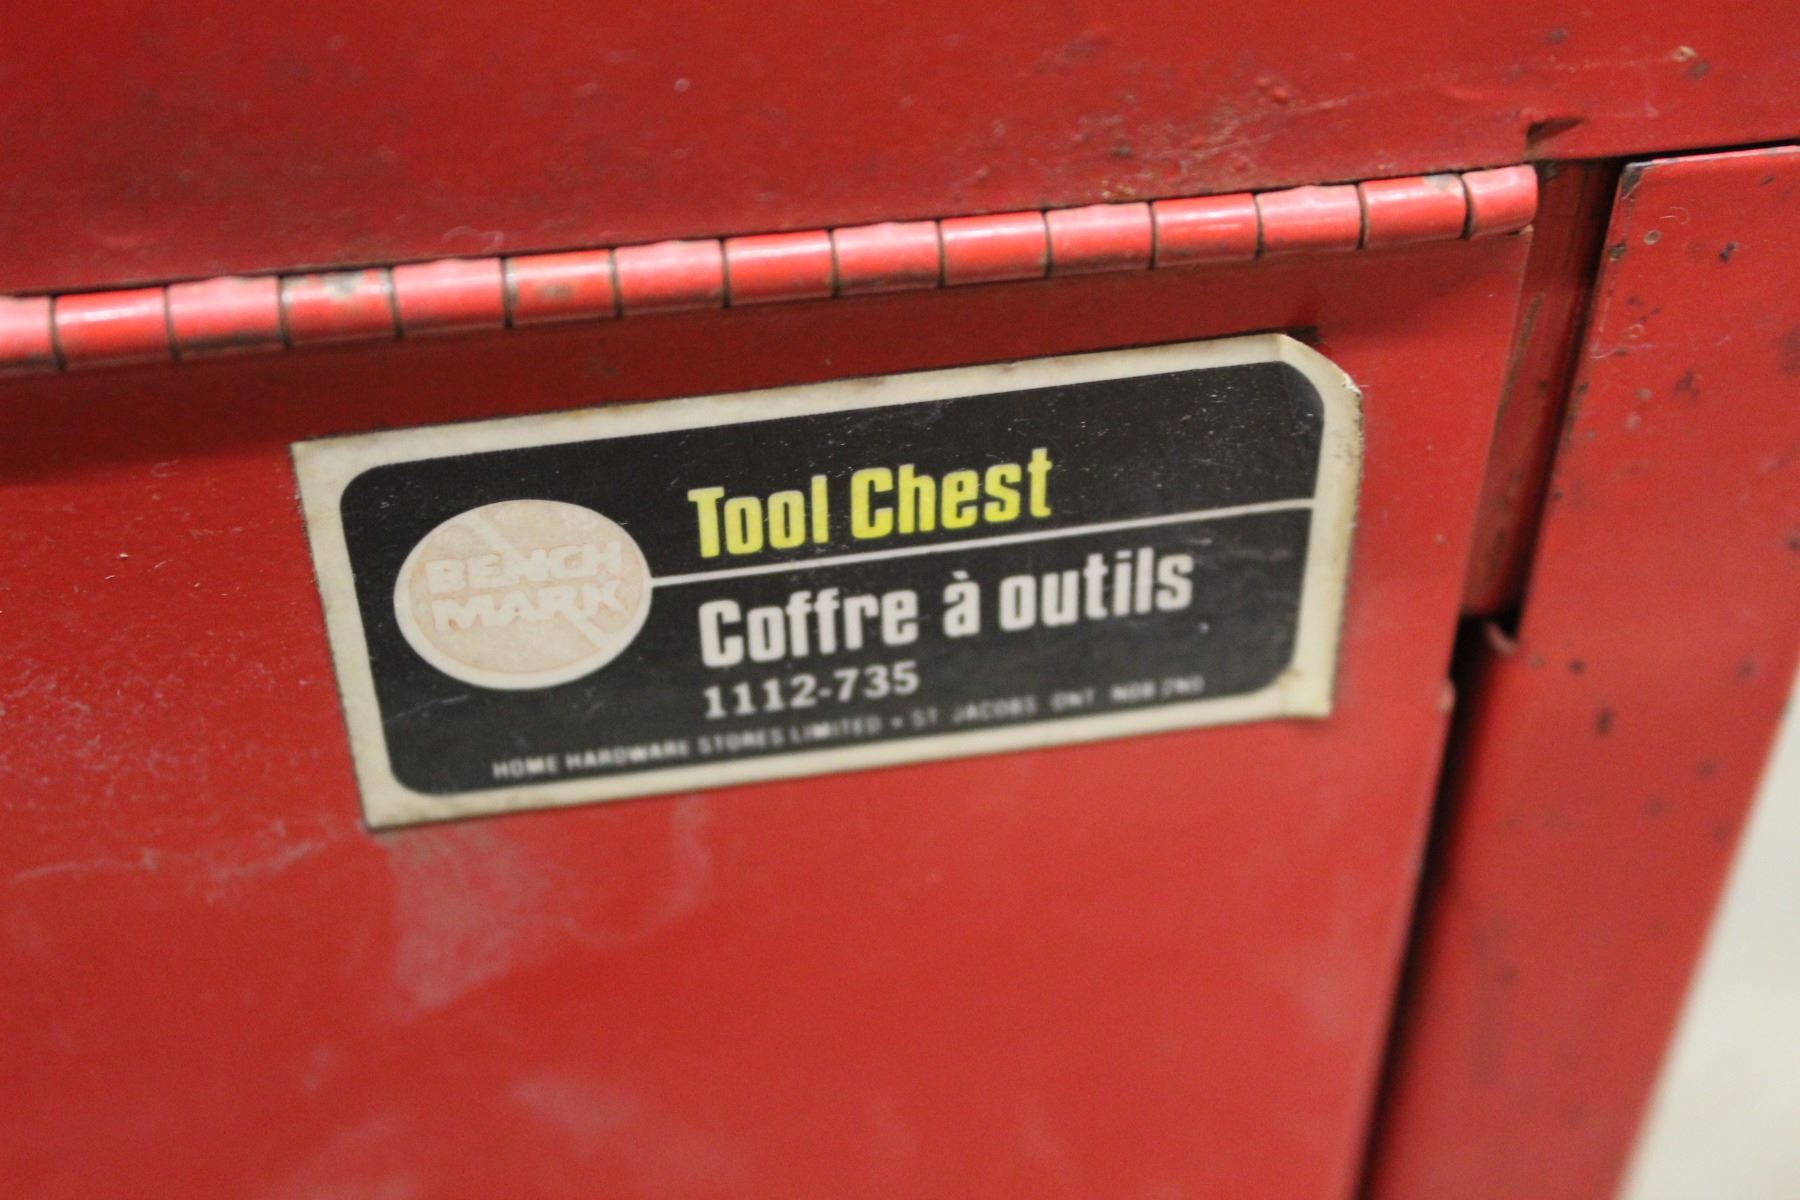 BENCH
MARK
Tool Chest
Coffre à outils
1112-735
HOME HARDWARE STORES LIMITED • ST JACOBS ONT N0B 2N0